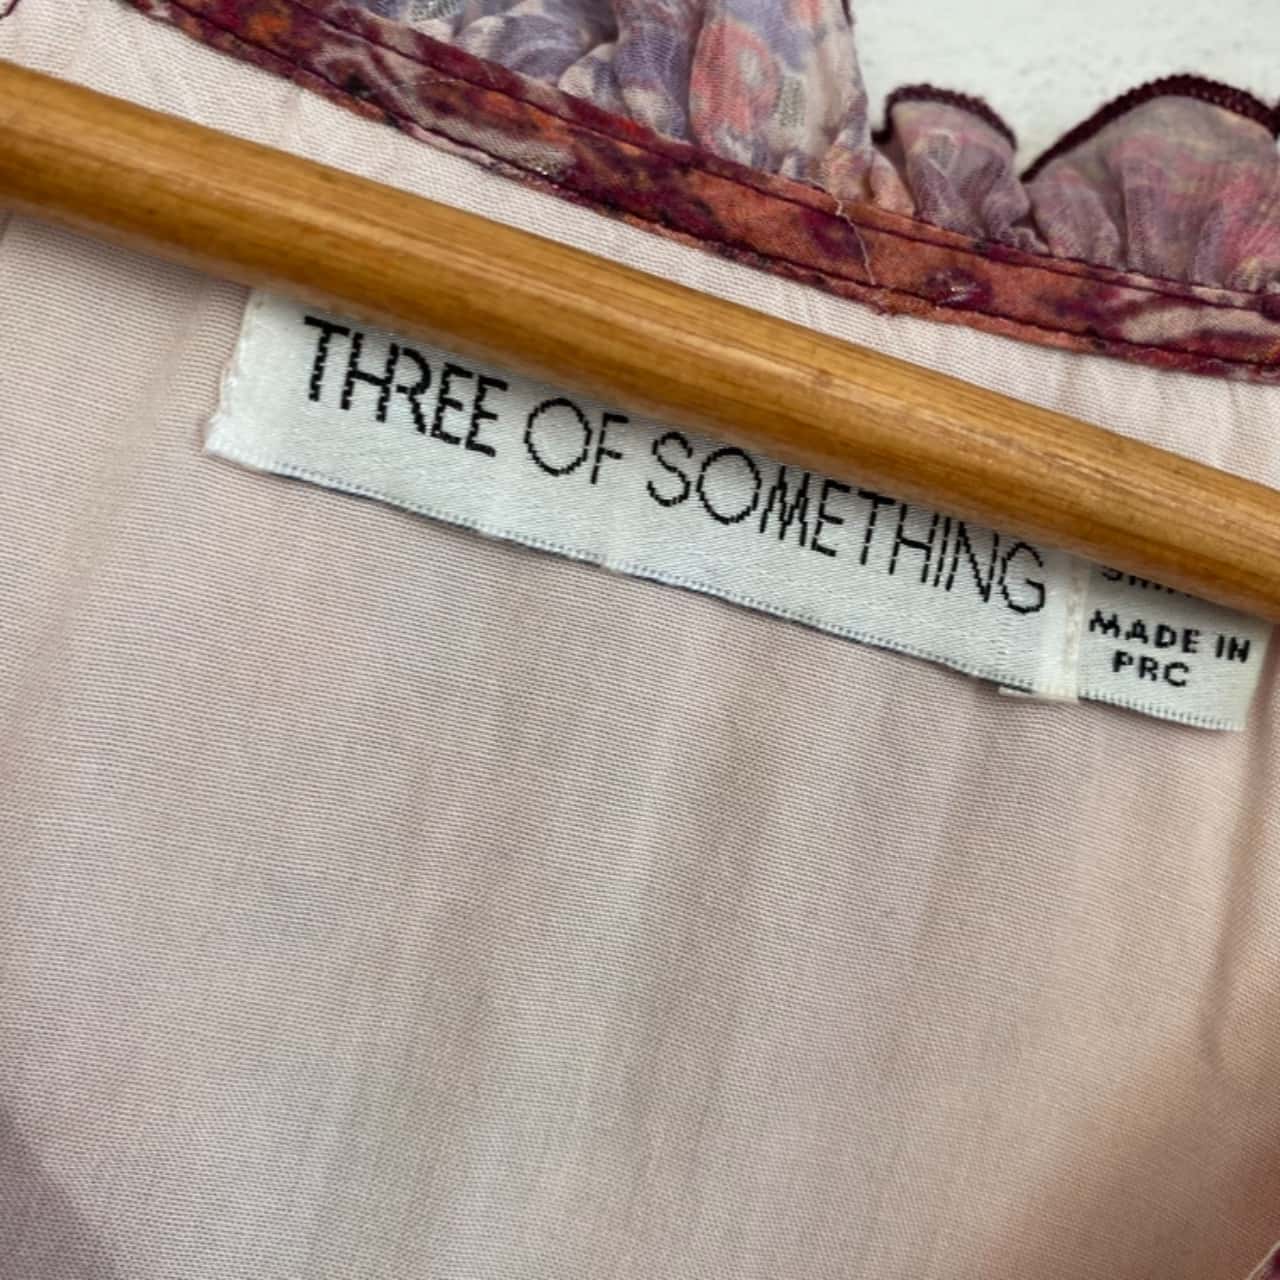 THREE OF SOMETHING
MADE IN
PRC